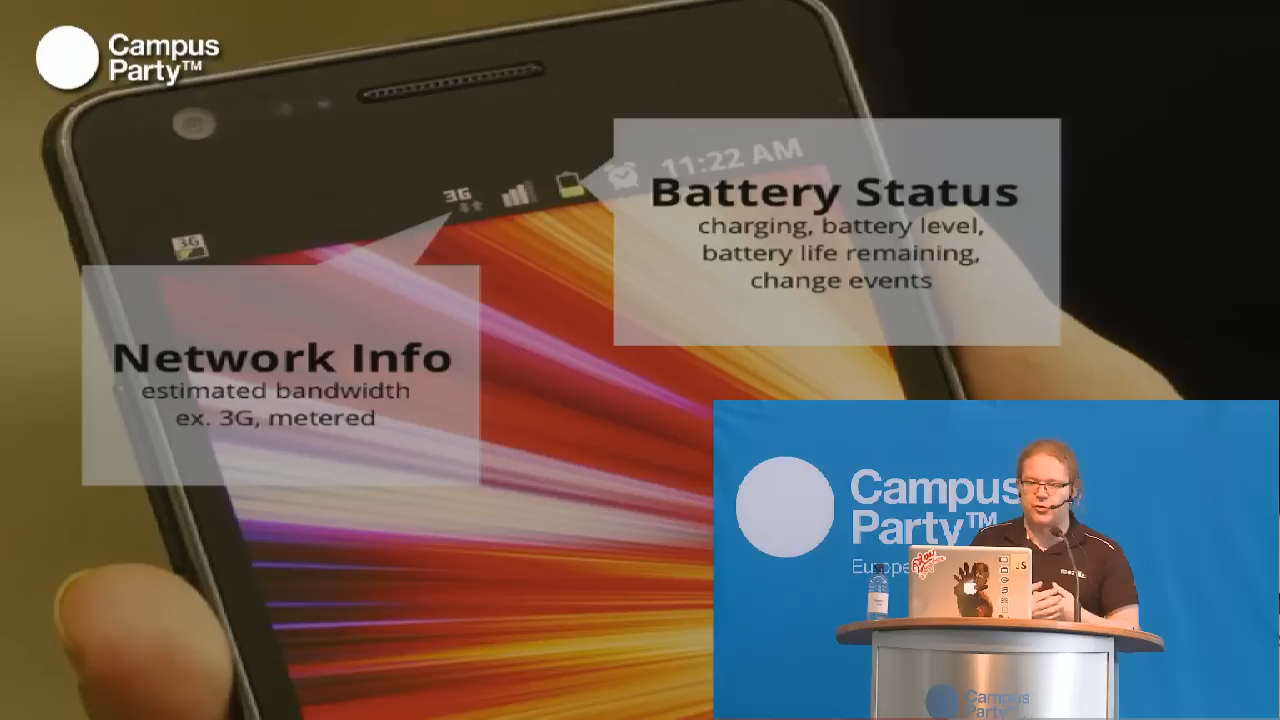 Campus
Party™
11:22 AM
3G
3G
Battery Status
charging, battery level,
battery life remaining,
change events
Network Info
estimated bandwidth
ex. 3G, metered
Campus
Party™
Europe
JS
Campus
Party